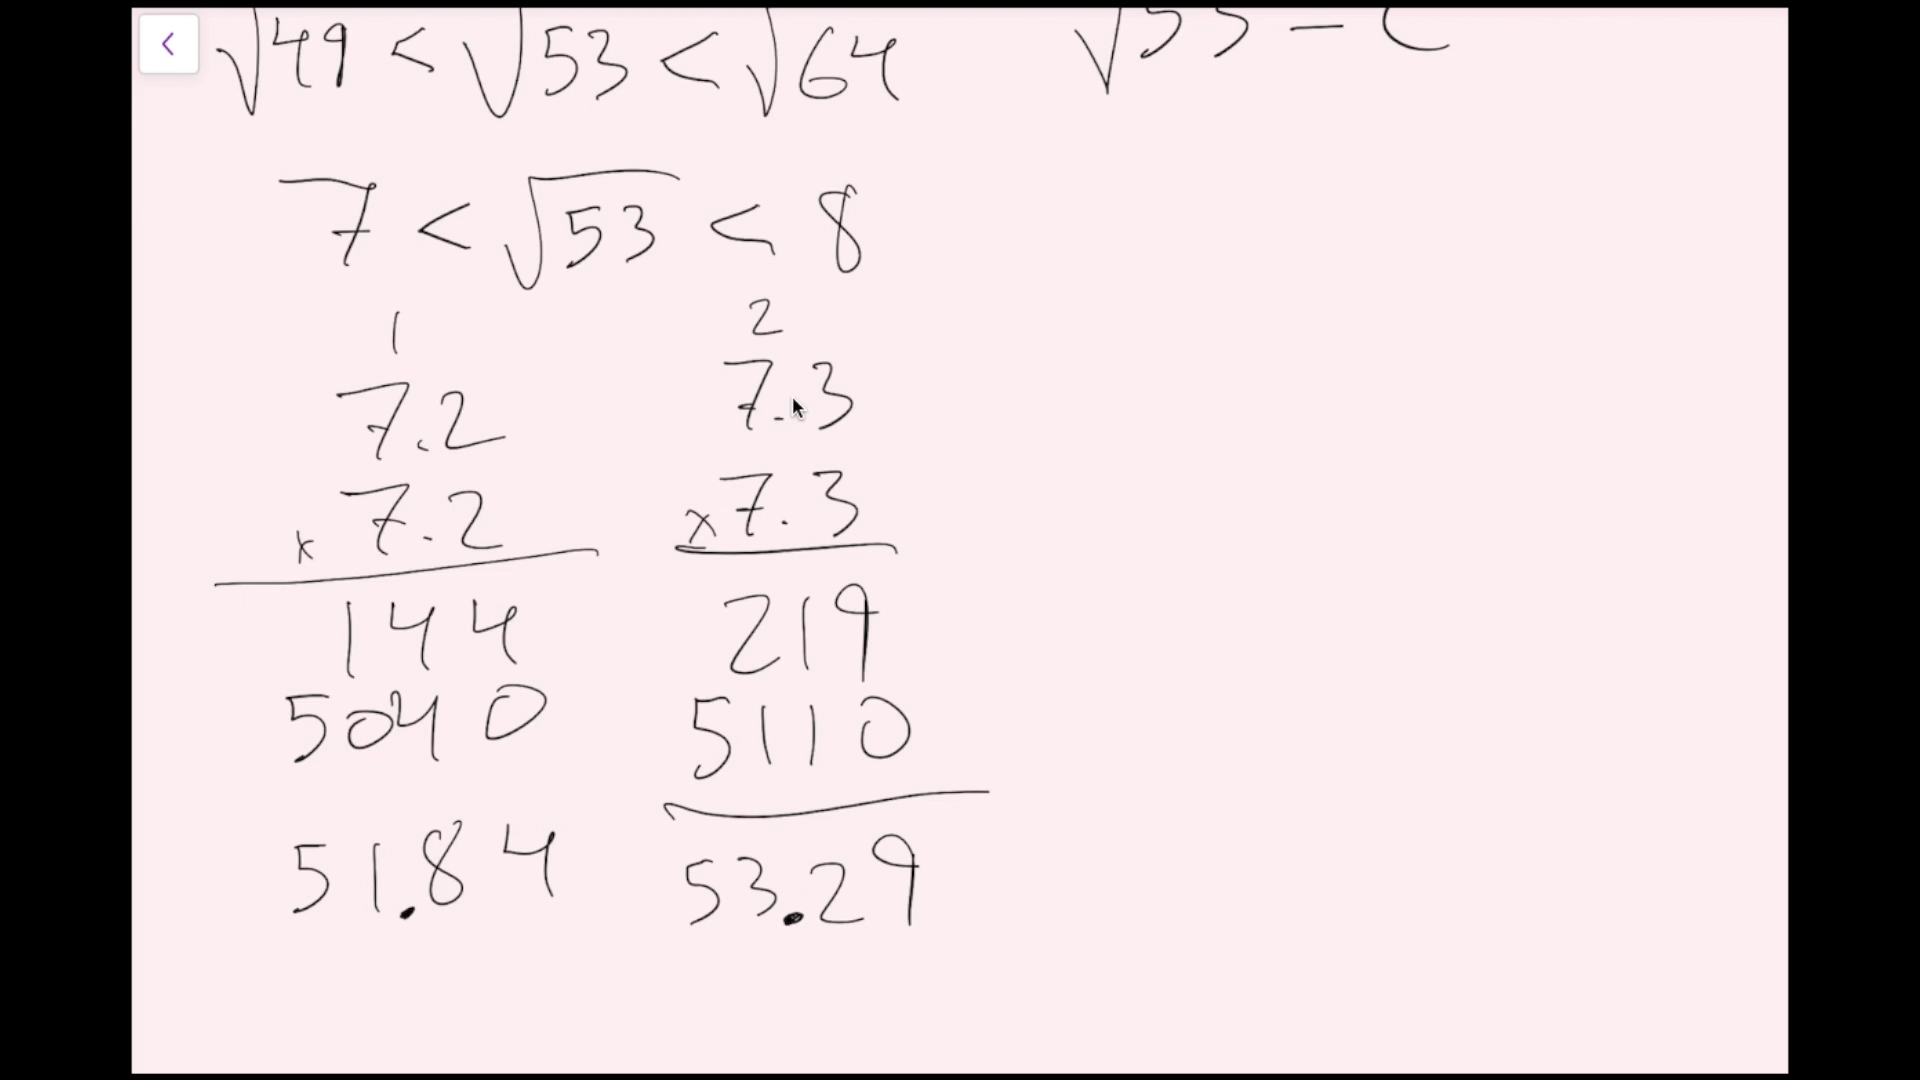 √49 < √53 < √64
√53 -
7 < √53 < 8
1
7.2
x 7.2
144
5040
51.84
2
7.3
x 7.3
219
5110
53.29